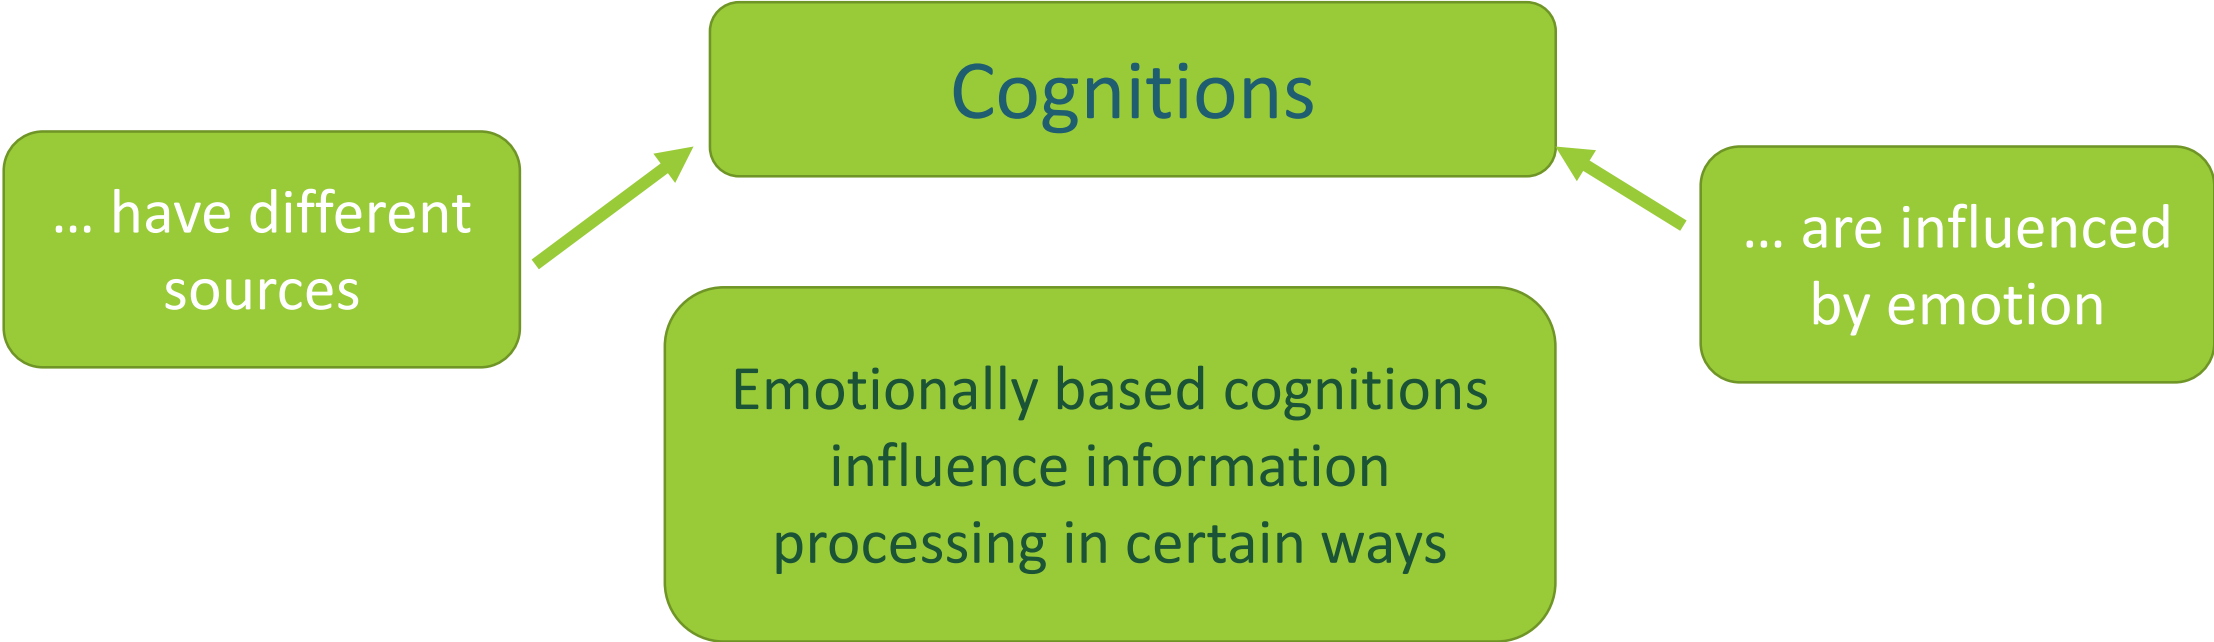 Cognitions
... have different
sources
... are influenced
by emotion
Emotionally based cognitions
influence information
processing in certain ways